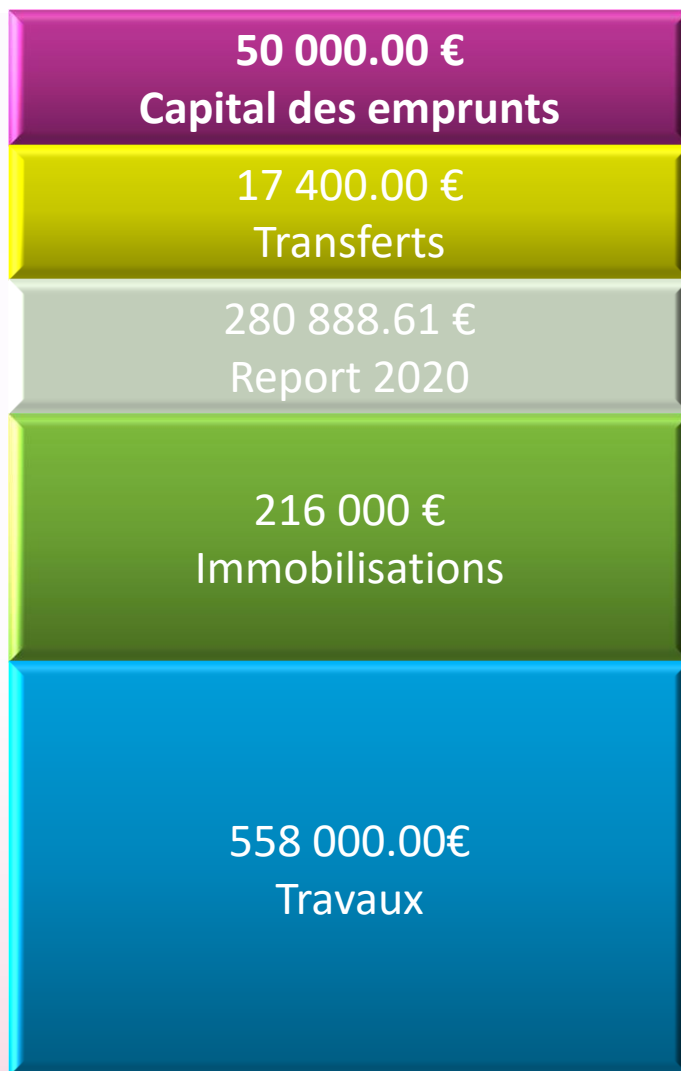 50 000.00 €
Capital des emprunts
17 400.00 €
Transferts
280 888.61 €
Report 2020
216 000 €
Immobilisations
558 000.00€
Travaux